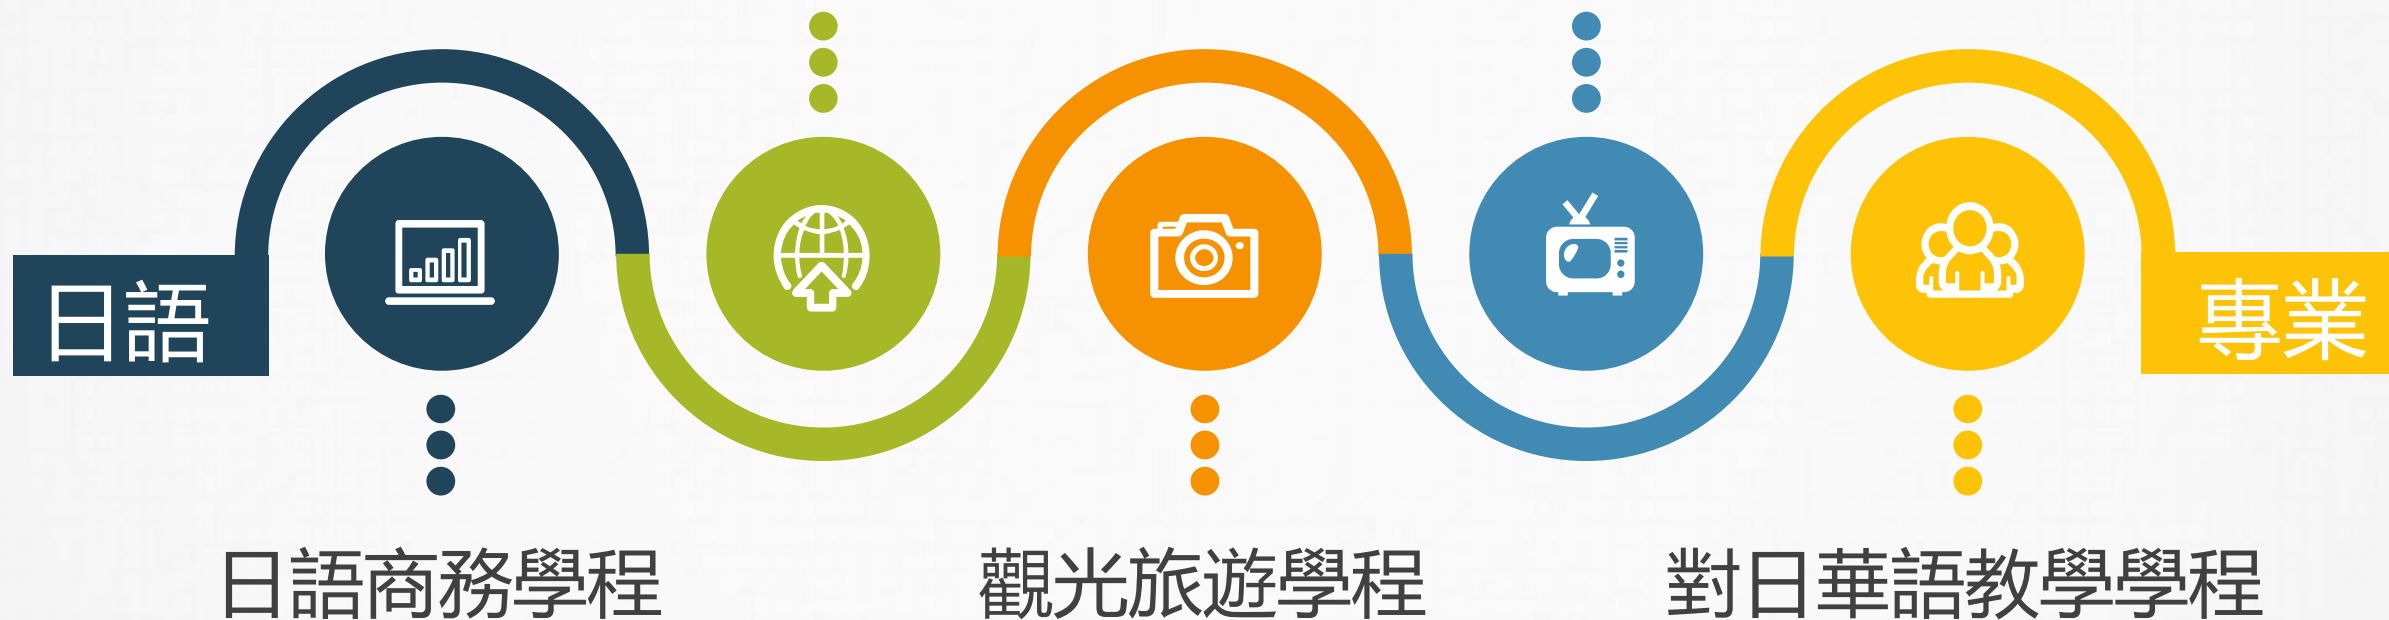 日語
專業
日語商務學程
觀光旅遊學程
對日華語教學學程